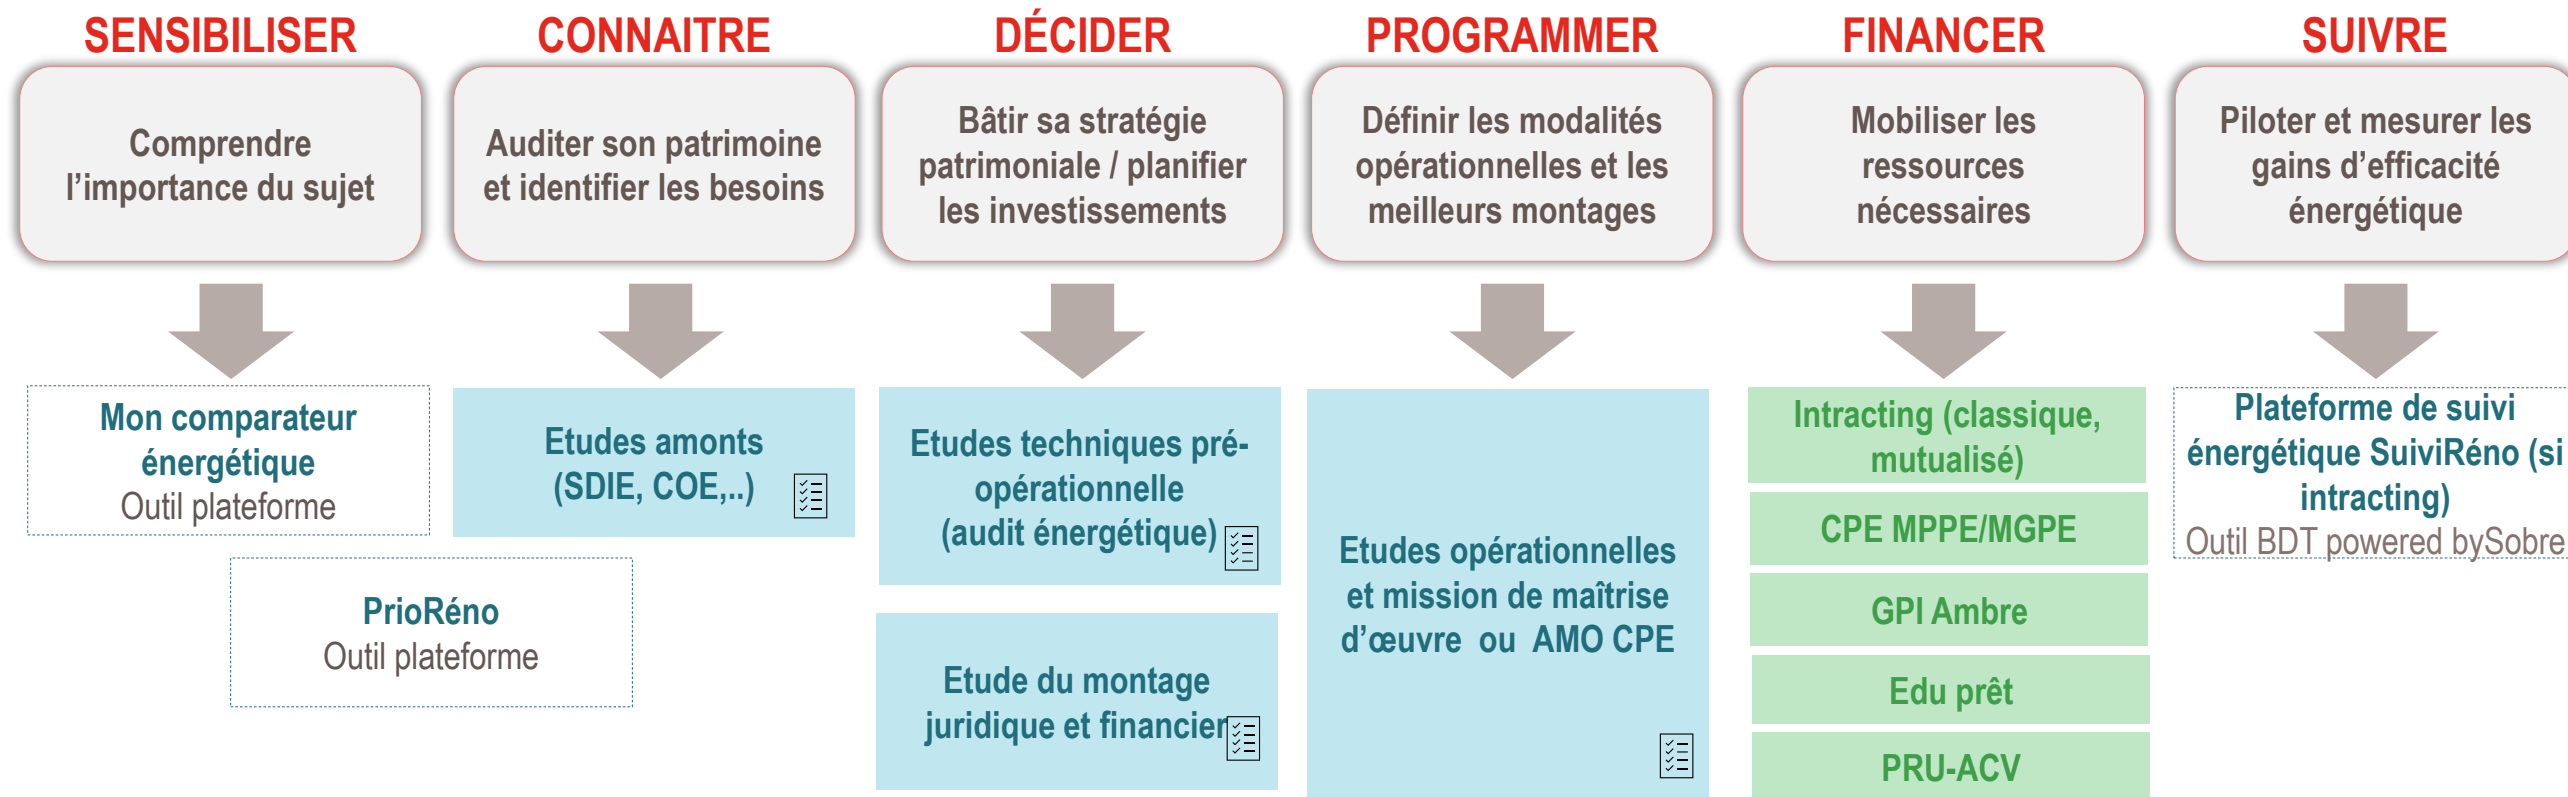 SENSIBILISER
Comprendre
l’importance du sujet
Mon comparateur
énergétique
Outil plateforme
PrioRéno
Outil plateforme
CONNAITRE
Auditer son patrimoine
et identifier les besoins
Etudes amonts
(SDIE, COE,..)
DÉCIDER
Bâtir sa stratégie
patrimoniale / planifier
les investissements
Etudes techniques pré-
opérationnelle
(audit énergétique)
Etude du montage
juridique et financier
PROGRAMMER
Définir les modalités
opérationnelles et les
meilleurs montages
Etudes opérationnelles
et mission de maîtrise
d’œuvre  ou  AMO CPE
FINANCER
Mobiliser les
ressources
nécessaires
Intracting (classique,
mutualisé)
CPE MPPE/MGPE
GPI Ambre
Edu prêt
PRU-ACV
SUIVRE
Piloter et mesurer les
gains d’efficacité
énergétique
Plateforme de suivi
énergétique SuiviRéno (si
intracting)
Outil BDT powered bySobre